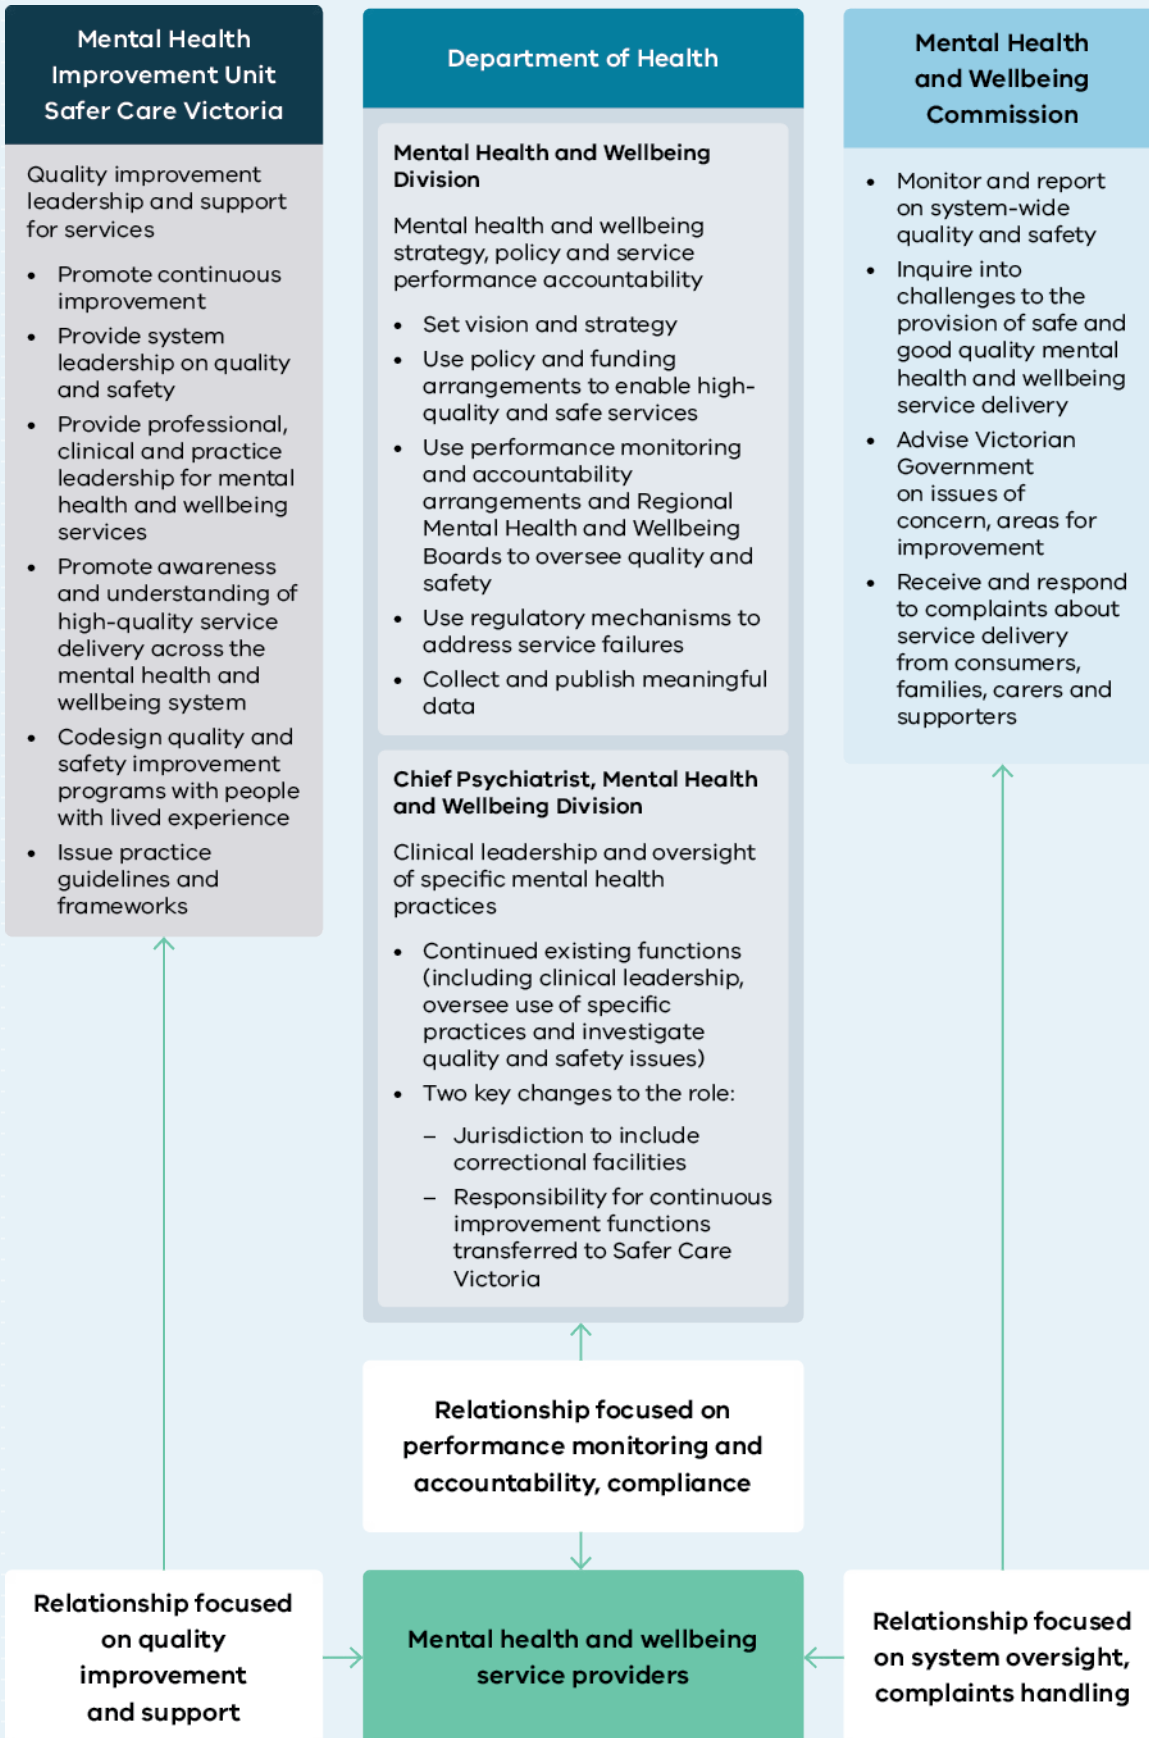 Mental Health
Improvement Unit
Safer Care Victoria
Quality improvement
leadership and support
for services
• Promote continuous
improvement
• Provide system
leadership on quality
and safety
• Provide professional,
clinical and practice
leadership for mental
health and wellbeing
services
• Promote awareness
and understanding of
high-quality service
delivery across the
mental health and
wellbeing system
• Codesign quality and
safety improvement
programs with people
with lived experience
• Issue practice
guidelines and
frameworks
Department of Health
Mental Health and Wellbeing
Division
Mental health and wellbeing
strategy, policy and service
performance accountability
• Set vision and strategy
• Use policy and funding
arrangements to enable high-
quality and safe services
• Use performance monitoring
and accountability
arrangements and Regional
Mental Health and Wellbeing
Boards to oversee quality and
safety
• Use regulatory mechanisms to
address service failures
• Collect and publish meaningful
data
Chief Psychiatrist, Mental Health
and Wellbeing Division
Clinical leadership and oversight
of specific mental health
practices
• Continued existing functions
(including clinical leadership,
oversee use of specific
practices and investigate
quality and safety issues)
• Two key changes to the role:
– Jurisdiction to include
correctional facilities
– Responsibility for continuous
improvement functions
transferred to Safer Care
Victoria
Mental Health
and Wellbeing
Commission
• Monitor and report
on system-wide
quality and safety
• Inquire into
challenges to the
provision of safe and
good quality mental
health and wellbeing
service delivery
• Advise Victorian
Government
on issues of
concern, areas for
improvement
• Receive and respond
to complaints about
service delivery
from consumers,
families, carers and
supporters
Relationship focused on
performance monitoring and
accountability, compliance
Relationship focused
on quality
improvement
and support
Mental health and wellbeing
service providers
Relationship focused
on system oversight,
complaints handling